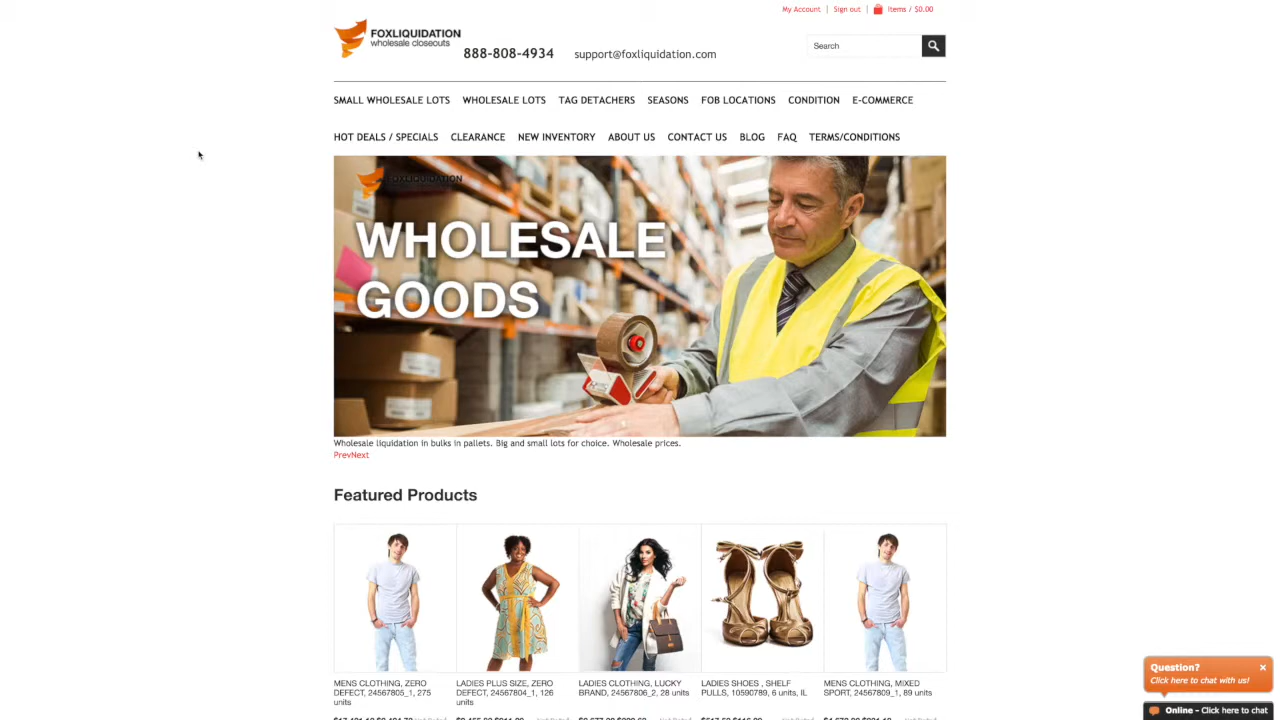 My Account | Sign out | Items / $0.00
FOXLIQUIDATION
wholesale closeouts
888-808-4934 support@foxliquidation.com
Search
SMALL WHOLESALE LOTS WHOLESALE LOTS TAG DETACHERS SEASONS FOB LOCATIONS CONDITION E-COMMERCE
HOT DEALS / SPECIALS CLEARANCE NEW INVENTORY ABOUT US CONTACT US BLOG FAQ TERMS/CONDITIONS
FOXLIQUIDATION
WHOLESALE
GOODS
Wholesale liquidation in bulks in pallets. Big and small lots for choice. Wholesale prices.
PrevNext
Featured Products
MENS CLOTHING, ZERO
DEFECT, 24567805_1, 275
units
LADIES PLUS SIZE, ZERO
DEFECT, 24567804_1, 126
units
LADIES CLOTHING, LUCKY
BRAND, 24567806_2, 28 units
LADIES SHOES , SHELF
PULLS, 10590789, 6 units, IL
MENS CLOTHING, MIXED
SPORT, 24567809_1, 89 units
Question?
Click here to chat with us!
Online - Click here to chat